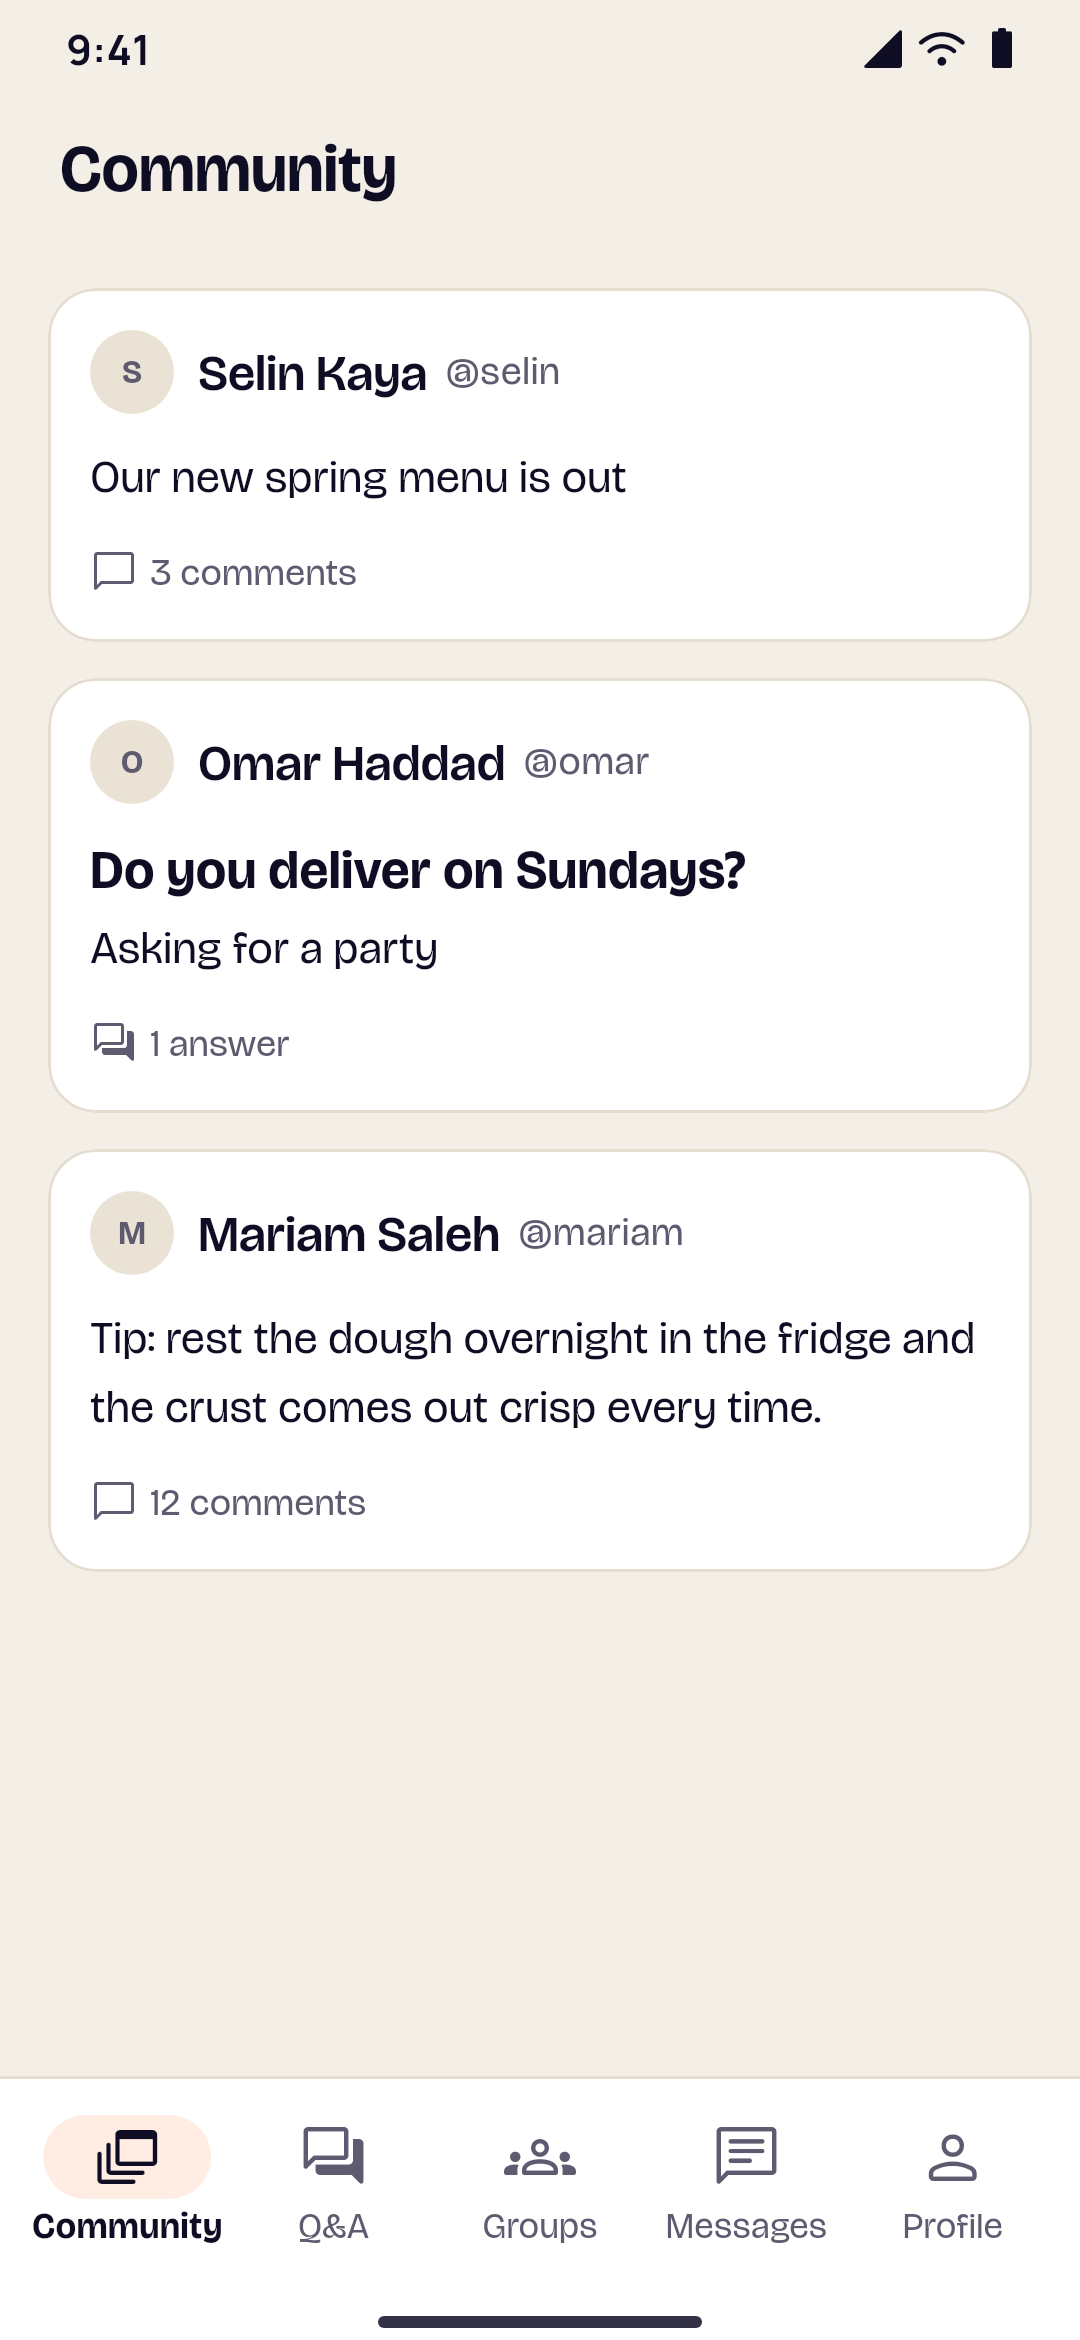 9:41
Community
S Selin Kaya @selin
Our new spring menu is out
3 comments
O Omar Haddad @omar
Do you deliver on Sundays?
Asking for a party
1 answer
M Mariam Saleh @mariam
Tip: rest the dough overnight in the fridge and
the crust comes out crisp every time.
12 comments
Community Q&A Groups Messages Profile